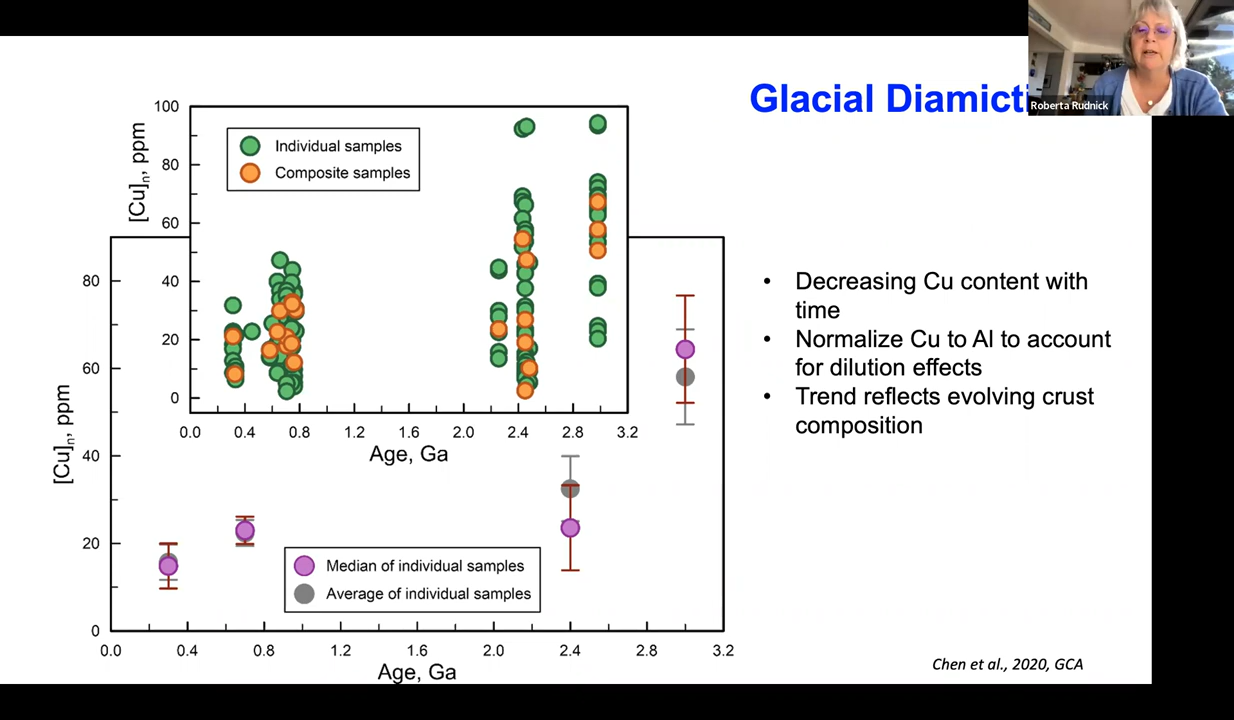 Glacial
Roberta Rudnick
100
80
60
40
20
0
[Cu]n, ppm
Individual samples
Composite samples
0.0 0.4 0.8 1.2 1.6 2.0 2.4 2.8 3.2
Age, Ga
80
60
40
20
0
[Cu]n, ppm
Median of individual samples
Average of individual samples
0.0 0.4 0.8 1.2 1.6 2.0 2.4 2.8 3.2
Age, Ga
• Decreasing Cu content with
time
• Normalize Cu to Al to account
for dilution effects
• Trend reflects evolving crust
composition
Chen et al., 2020, GCA